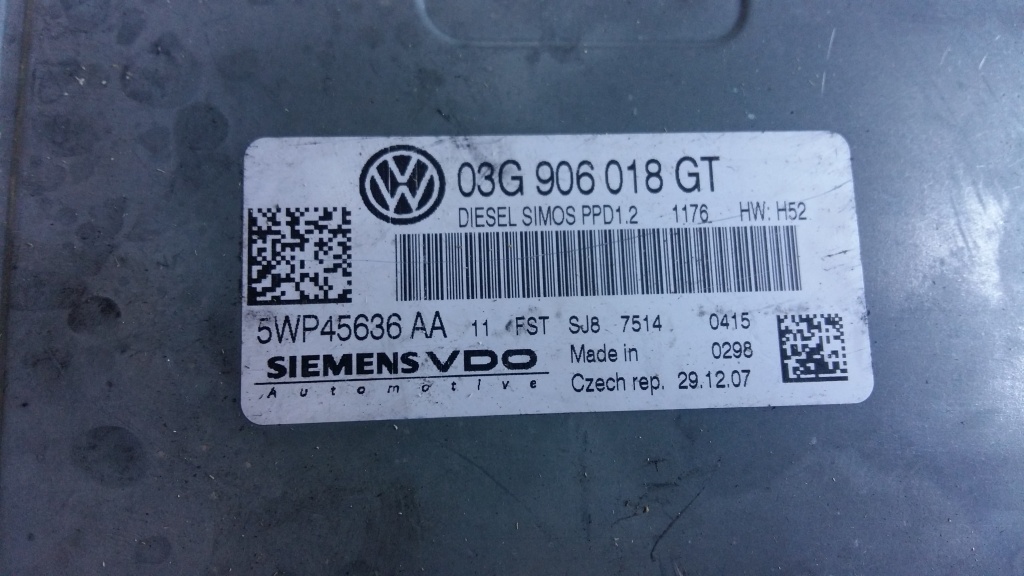 03G 906 018 GT
DIESEL SIMOS PPD1.2 1176 HW: H52
5WP45636 AA 11 FST SJ8 7514 0415
SIEMENS VDO Made in 0298
Automotive Czech rep. 29.12.07